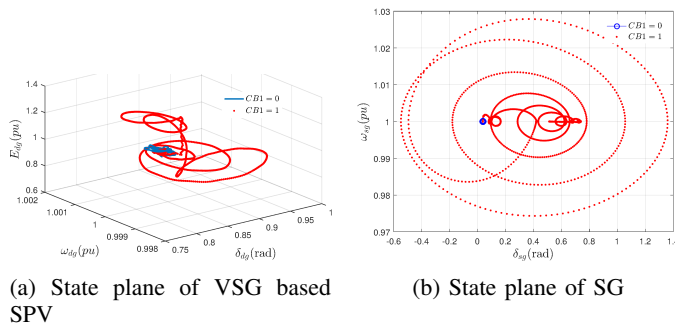 1.4
1.2
1
0.8
0.6
E_dg(pu)
CB1 = 0
CB1 = 1
1.002
1.001
1
0.999
0.998
ω_dg(pu)
0.75
0.8
0.85
0.9
0.95
1
δ_dg(rad)
(a) State plane of VSG based
SPV
1.03
1.02
1.01
1
0.99
0.98
0.97
ω_sg(pu)
CB1 = 0
CB1 = 1
-0.6 -0.4 -0.2 0 0.2 0.4 0.6 0.8 1 1.2 1.4
δ_sg(rad)
(b) State plane of SG